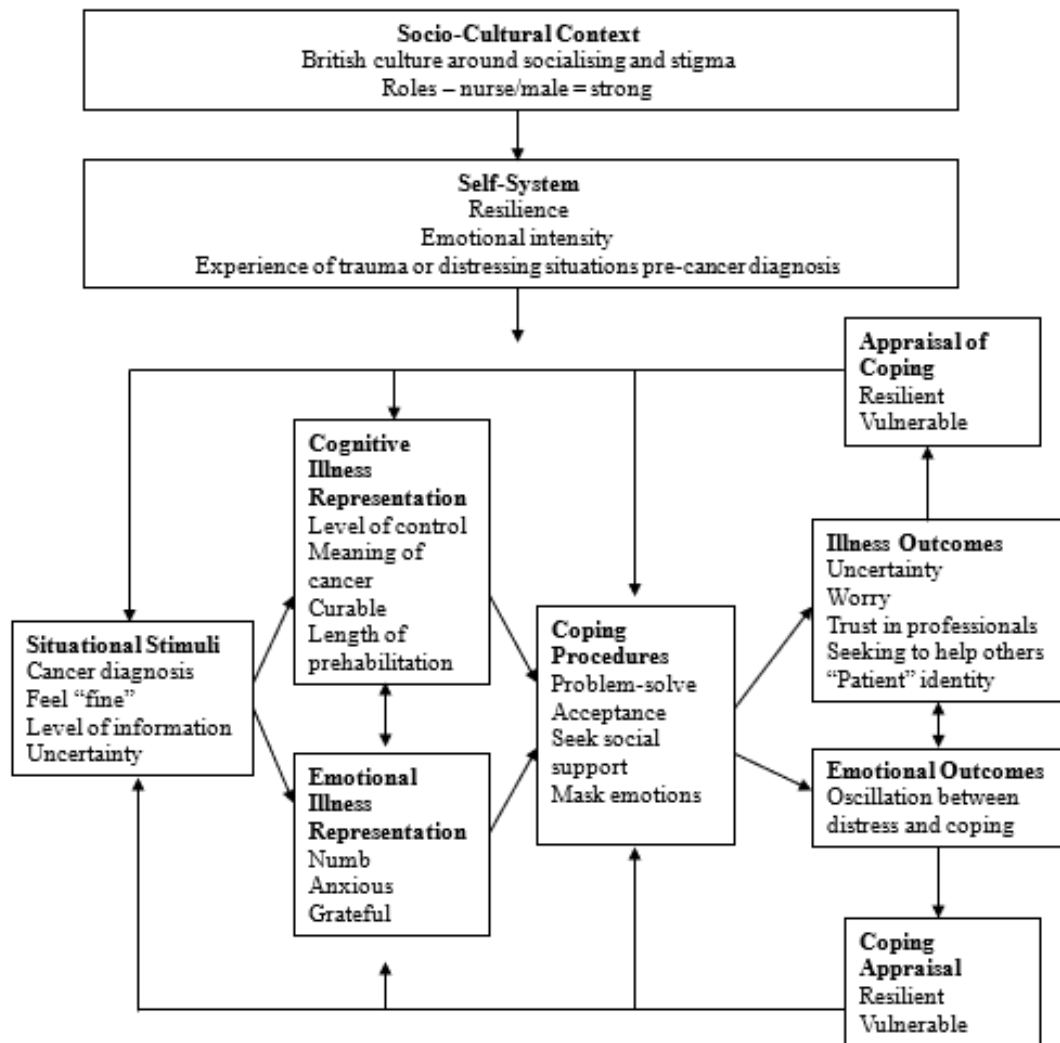 Socio-Cultural Context
British culture around socialising and stigma
Roles – nurse/male = strong
Self-System
Resilience
Emotional intensity
Experience of trauma or distressing situations pre-cancer diagnosis
Appraisal of
Coping
Resilient
Vulnerable
Cognitive
Illness
Representation
Level of control
Meaning of
cancer
Curable
Length of
prehabilitation
Situational Stimuli
Cancer diagnosis
Feel “fine”
Level of information
Uncertainty
Emotional
Illness
Representation
Numb
Anxious
Grateful
Coping
Procedures
Problem-solve
Acceptance
Seek social
support
Mask emotions
Illness Outcomes
Uncertainty
Worry
Trust in professionals
Seeking to help others
“Patient” identity
Emotional Outcomes
Oscillation between
distress and coping
Coping
Appraisal
Resilient
Vulnerable